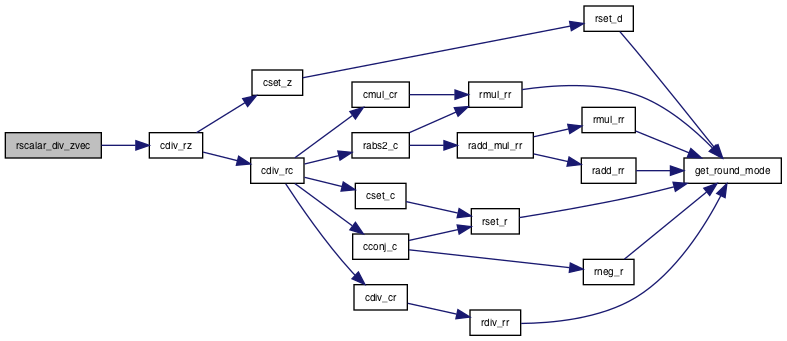 rset_d
cset_z
cmul_cr
rmul_rr
rmul_rr
rscalar_div_zvec
cdiv_rz
rabs2_c
radd_mul_rr
cdiv_rc
radd_rr
get_round_mode
cset_c
rset_r
cconj_c
rneg_r
cdiv_cr
rdiv_rr